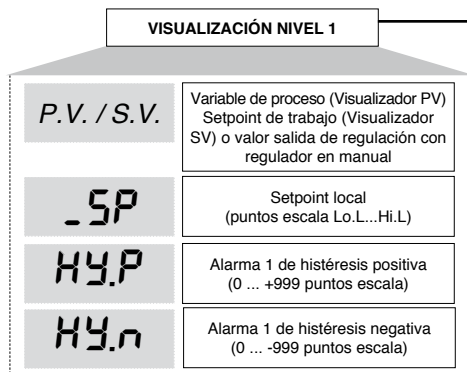 VISUALIZACIÓN NIVEL 1
P.V. / S.V.
Variable de proceso (Visualizador PV)
Setpoint de trabajo (Visualizador
SV) o valor salida de regulación con
regulador en manual
_SP
Setpoint local
(puntos escala Lo.L...Hi.L)
HY.P
Alarma 1 de histéresis positiva
(0 ... +999 puntos escala)
HY.n
Alarma 1 de histéresis negativa
(0 ... -999 puntos escala)